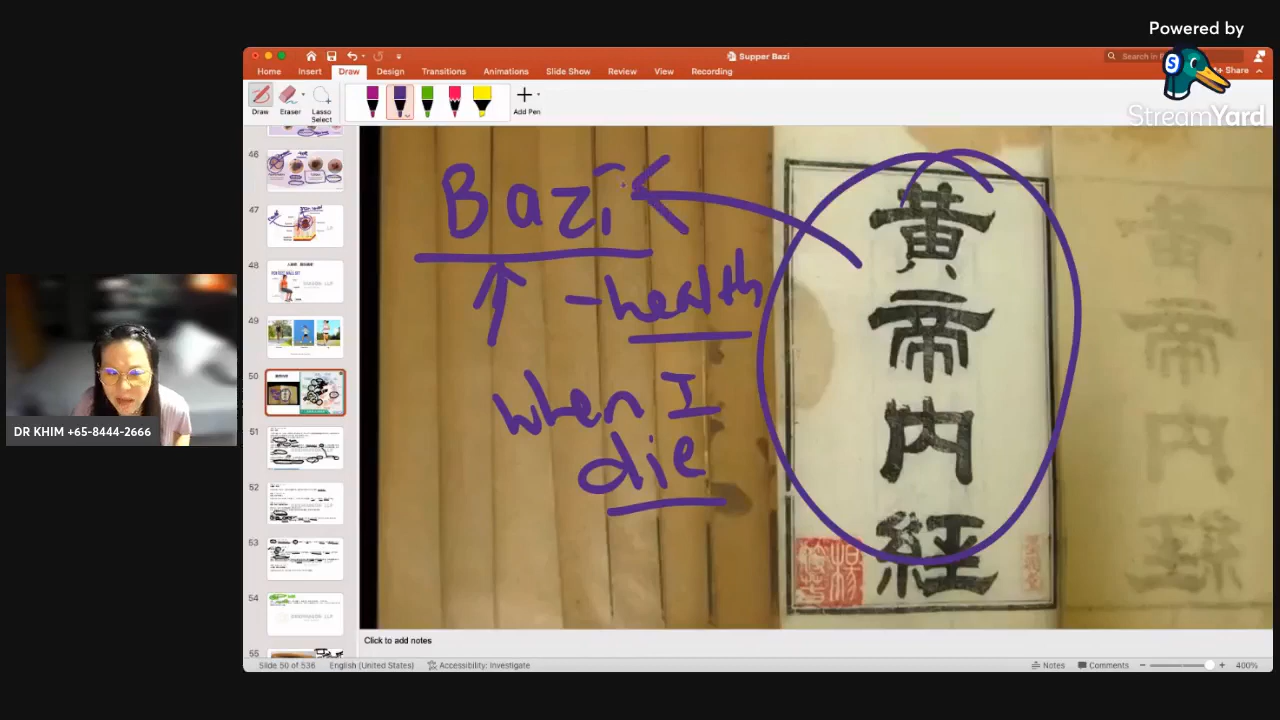 Powered by
StreamYard
Supper Bazi
Search in
Share
Home Insert Draw Design Transitions Animations Slide Show Review View Recording
Draw Eraser Lasso Select Add Pen
46
47
48
49
50
51
52
53
54
55
Bazi
- health
when I
die
黄
帝
内
經
DR KHIM +65-8444-2666
Click to add notes
Slide 50 of 536 English (United States) Accessibility: Investigate Notes Comments 400%